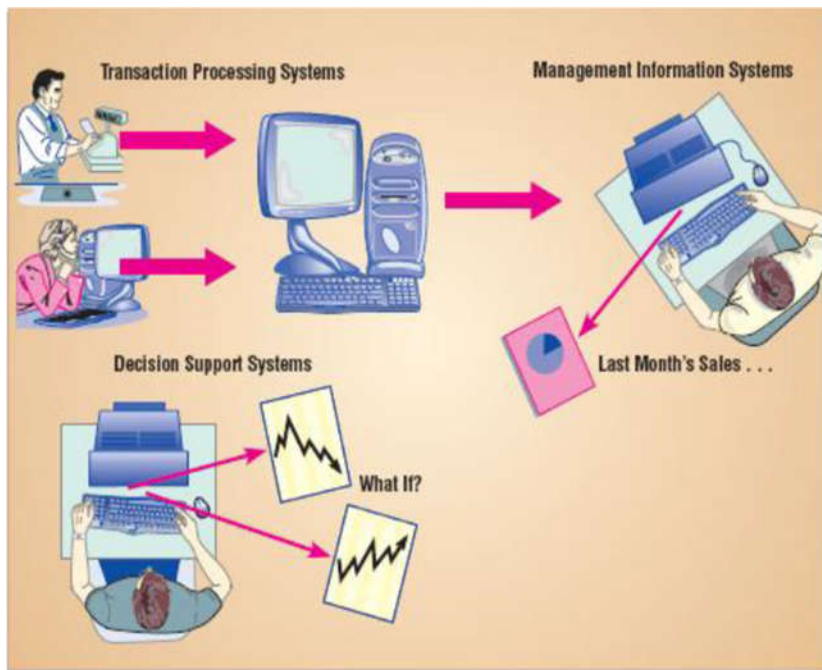 Transaction Processing Systems
Management Information Systems
Last Month's Sales . . .
Decision Support Systems
What If?